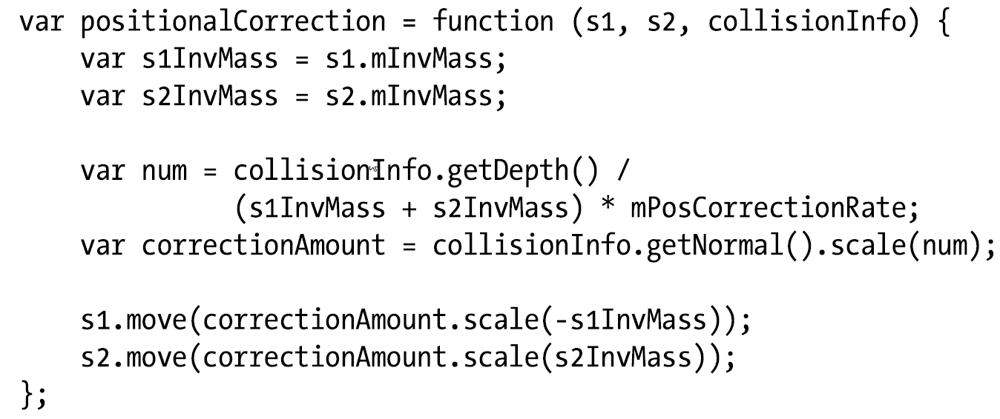 var positionalCorrection = function (s1, s2, collisionInfo) {
    var s1InvMass = s1.mInvMass;
    var s2InvMass = s2.mInvMass;

    var num = collisionInfo.getDepth() /
              (s1InvMass + s2InvMass) * mPosCorrectionRate;
    var correctionAmount = collisionInfo.getNormal().scale(num);

    s1.move(correctionAmount.scale(-s1InvMass));
    s2.move(correctionAmount.scale(s2InvMass));
};